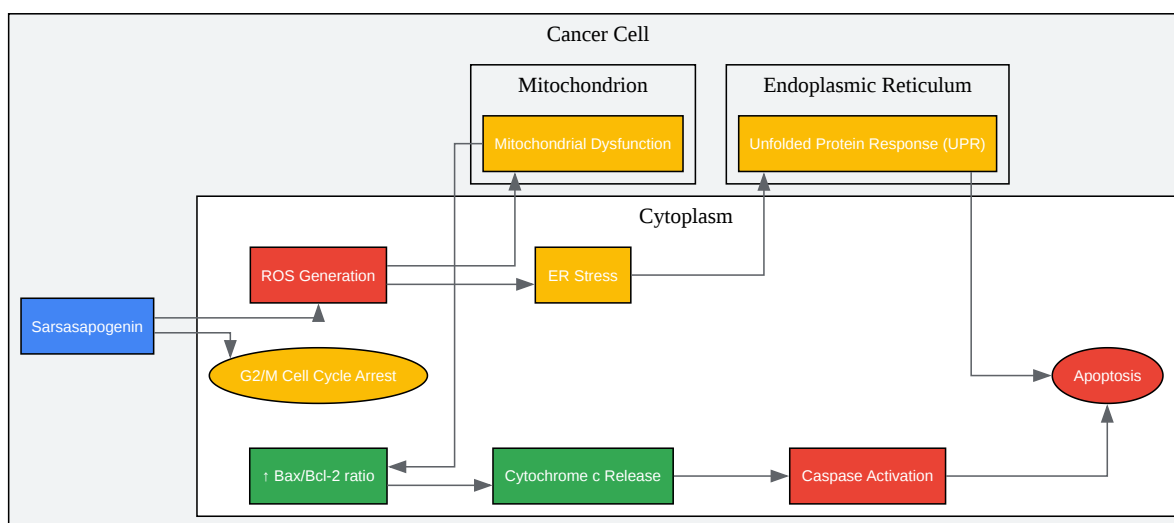 Cancer Cell
Mitochondrion
Endoplasmic Reticulum
Mitochondrial Dysfunction
Unfolded Protein Response (UPR)
Cytoplasm
ROS Generation
ER Stress
Sarsasapogenin
G2/M Cell Cycle Arrest
Apoptosis
↑ Bax/Bcl-2 ratio
Cytochrome c Release
Caspase Activation